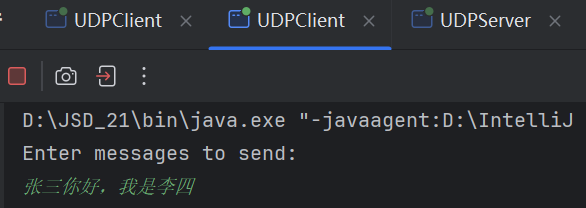 UDPClient UDPClient UDPServer
D:\JSD_21\bin\java.exe "-javaagent:D:\IntelliJ
Enter messages to send:
张三你好，我是李四